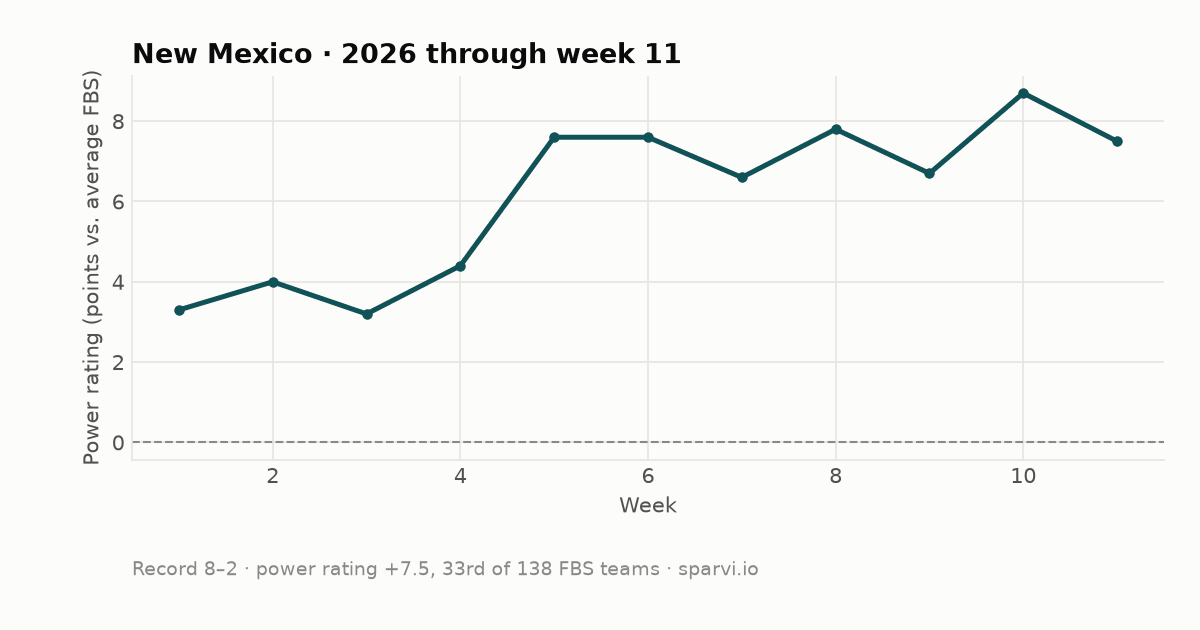 New Mexico · 2026 through week 11
Power rating (points vs. average FBS)
8
6
4
2
0
2 4 6 8 10
Week
Record 8–2 · power rating +7.5, 33rd of 138 FBS teams · sparvi.io